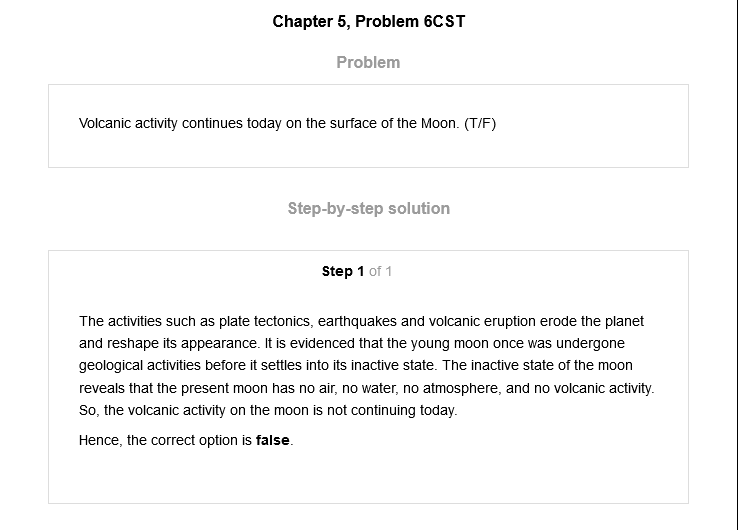 Chapter 5, Problem 6CST
Problem
Volcanic activity continues today on the surface of the Moon. (T/F)
Step-by-step solution
Step 1 of 1
The activities such as plate tectonics, earthquakes and volcanic eruption erode the planet
and reshape its appearance. It is evidenced that the young moon once was undergone
geological activities before it settles into its inactive state. The inactive state of the moon
reveals that the present moon has no air, no water, no atmosphere, and no volcanic activity.
So, the volcanic activity on the moon is not continuing today.
Hence, the correct option is false.